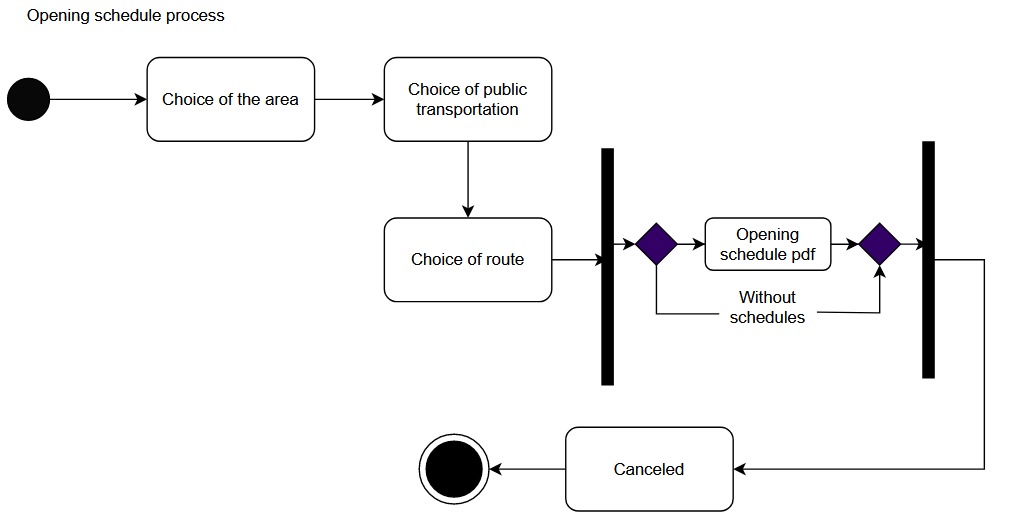 Opening schedule process
Choice of the area
Choice of public
transportation
Choice of route
Opening
schedule pdf
Without
schedules
Canceled